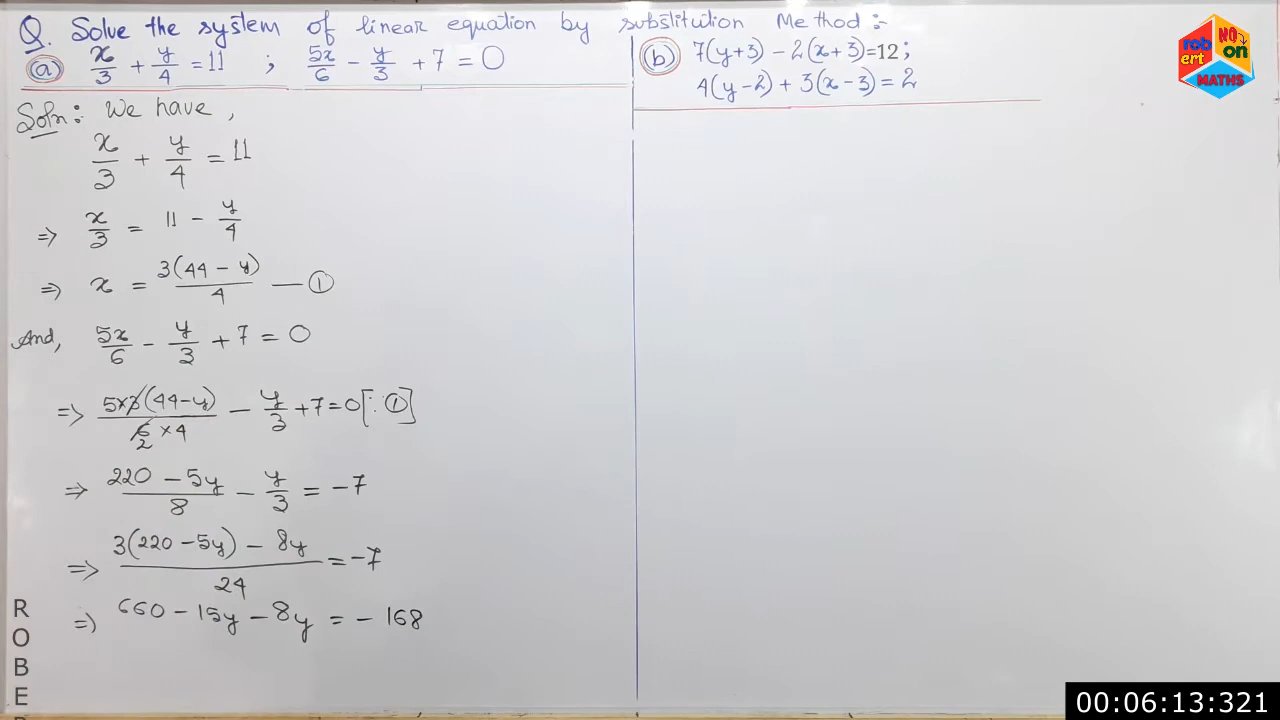 Q. Solve the system of linear equation by substitution Method :-
(a) x/3 + y/4 = 11 ; 5x/6 - y/3 + 7 = 0
(b) 7(y+3) - 2(x+3) = 12 ;
4(y-2) + 3(x-3) = 2
rob
ert
NO
on
MATHS
Soln: We have ,
x/3 + y/4 = 11
=> x/3 = 11 - y/4
=> x = 3(44 - y)/4 — ①
And, 5x/6 - y/3 + 7 = 0
=> 5×3(44-y)/6×4 - y/3 + 7 = 0 [∵ ①]
2
=> 220 - 5y/8 - y/3 = -7
=> 3(220 - 5y) - 8y/24 = -7
=> 660 - 15y - 8y = - 168
R
O
B
E
00:06:13:321